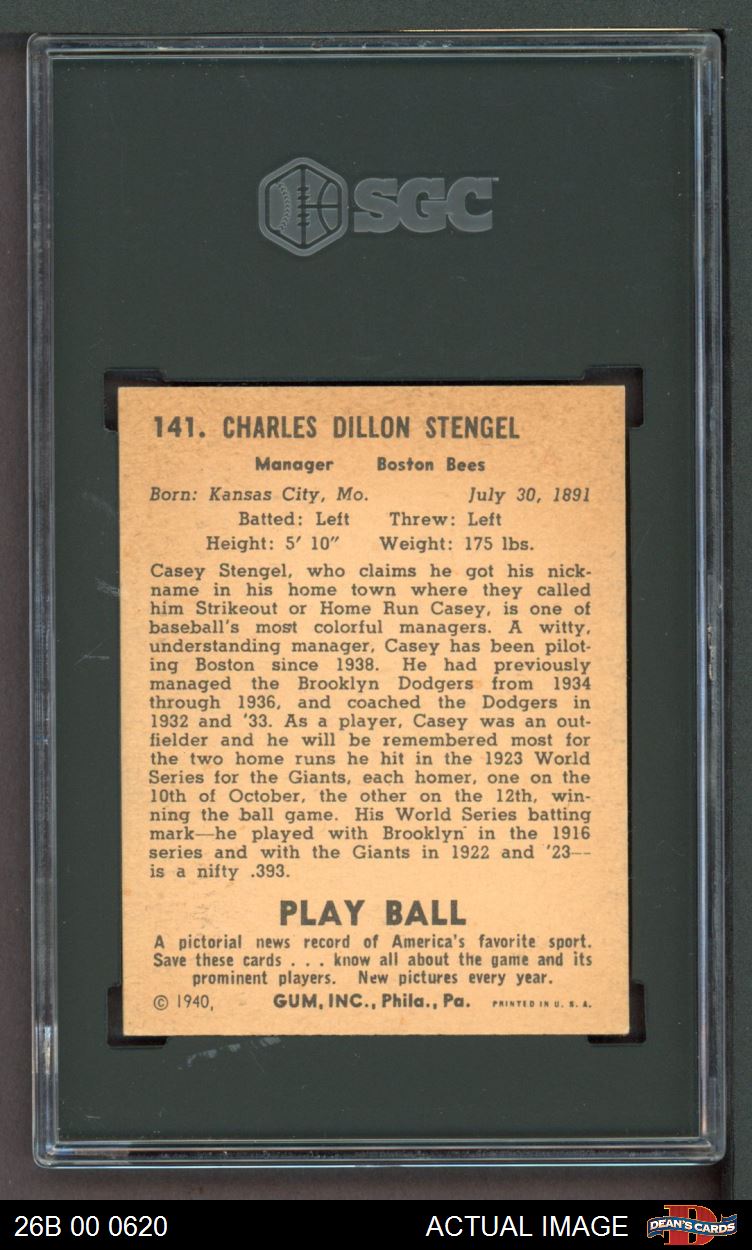 SGC
141. CHARLES DILLON STENGEL
Manager Boston Bees
Born: Kansas City, Mo. July 30, 1891
Batted: Left Threw: Left
Height: 5' 10" Weight: 175 lbs.
Casey Stengel, who claims he got his nick-
name in his home town where they called
him Strikeout or Home Run Casey, is one of
baseball's most colorful managers. A witty,
understanding manager, Casey has been pilot-
ing Boston since 1938. He had previously
managed the Brooklyn Dodgers from 1934
through 1936, and coached the Dodgers in
1932 and '33. As a player, Casey was an out-
fielder and he will be remembered most for
the two home runs he hit in the 1923 World
Series for the Giants, each homer, one on the
10th of October, the other on the 12th, win-
ning the ball game. His World Series batting
mark—he played with Brooklyn in the 1916
series and with the Giants in 1922 and '23—
is a nifty .393.
PLAY BALL
A pictorial news record of America's favorite sport.
Save these cards . . . know all about the game and its
prominent players. New pictures every year.
© 1940, GUM, INC., Phila., Pa. PRINTED IN U. S. A.
26B 00 0620 ACTUAL IMAGE DEAN'S CARDS